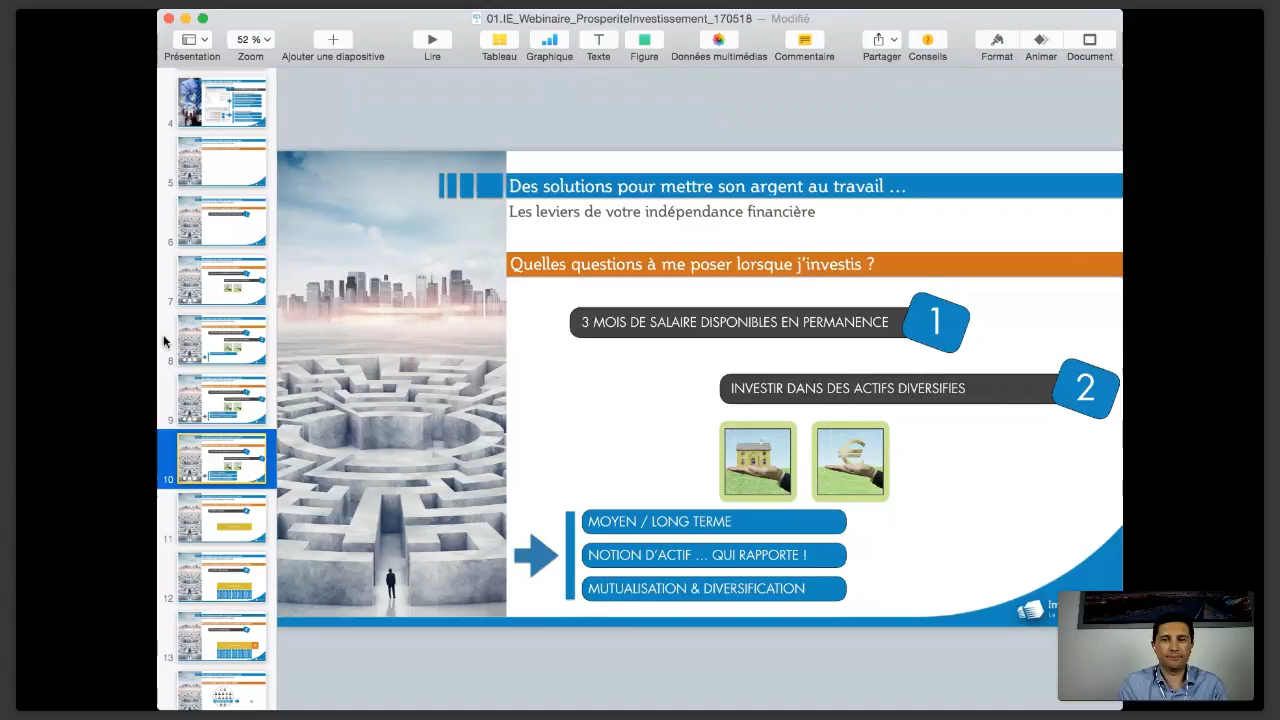 01.IE_Webinaire_ProsperiteInvestissement_170518 — Modifié
52 %
Présentation Zoom Ajouter une diapositive Lire Tableau Graphique Texte Figure Données multimédias Commentaire Partager Conseils Format Animer Document
4
5
6
7
8
9
10
11
12
13
Des solutions pour mettre son argent au travail ...
Les leviers de votre indépendance financière
Quelles questions à me poser lorsque j'investis ?
3 MOIS DE SALAIRE DISPONIBLES EN PERMANENCE
1
INVESTIR DANS DES ACTIFS DIVERSIFIES
2
€
MOYEN / LONG TERME
NOTION D'ACTIF ... QUI RAPPORTE !
MUTUALISATION & DIVERSIFICATION